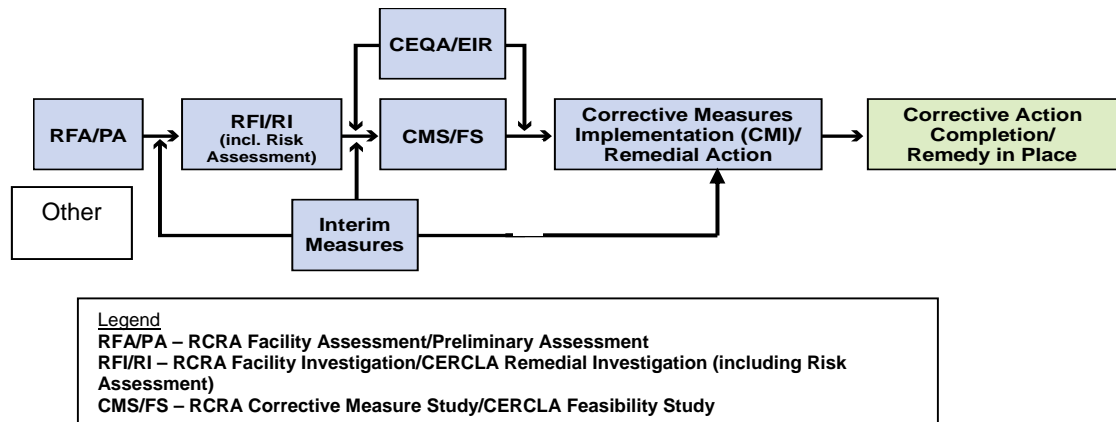 CEQA/EIR
RFA/PA
RFI/RI
(incl. Risk
Assessment)
CMS/FS
Corrective Measures
Implementation (CMI)/
Remedial Action
Corrective Action
Completion/
Remedy in Place
Other
Interim
Measures
Legend
RFA/PA – RCRA Facility Assessment/Preliminary Assessment
RFI/RI – RCRA Facility Investigation/CERCLA Remedial Investigation (including Risk
Assessment)
CMS/FS – RCRA Corrective Measure Study/CERCLA Feasibility Study